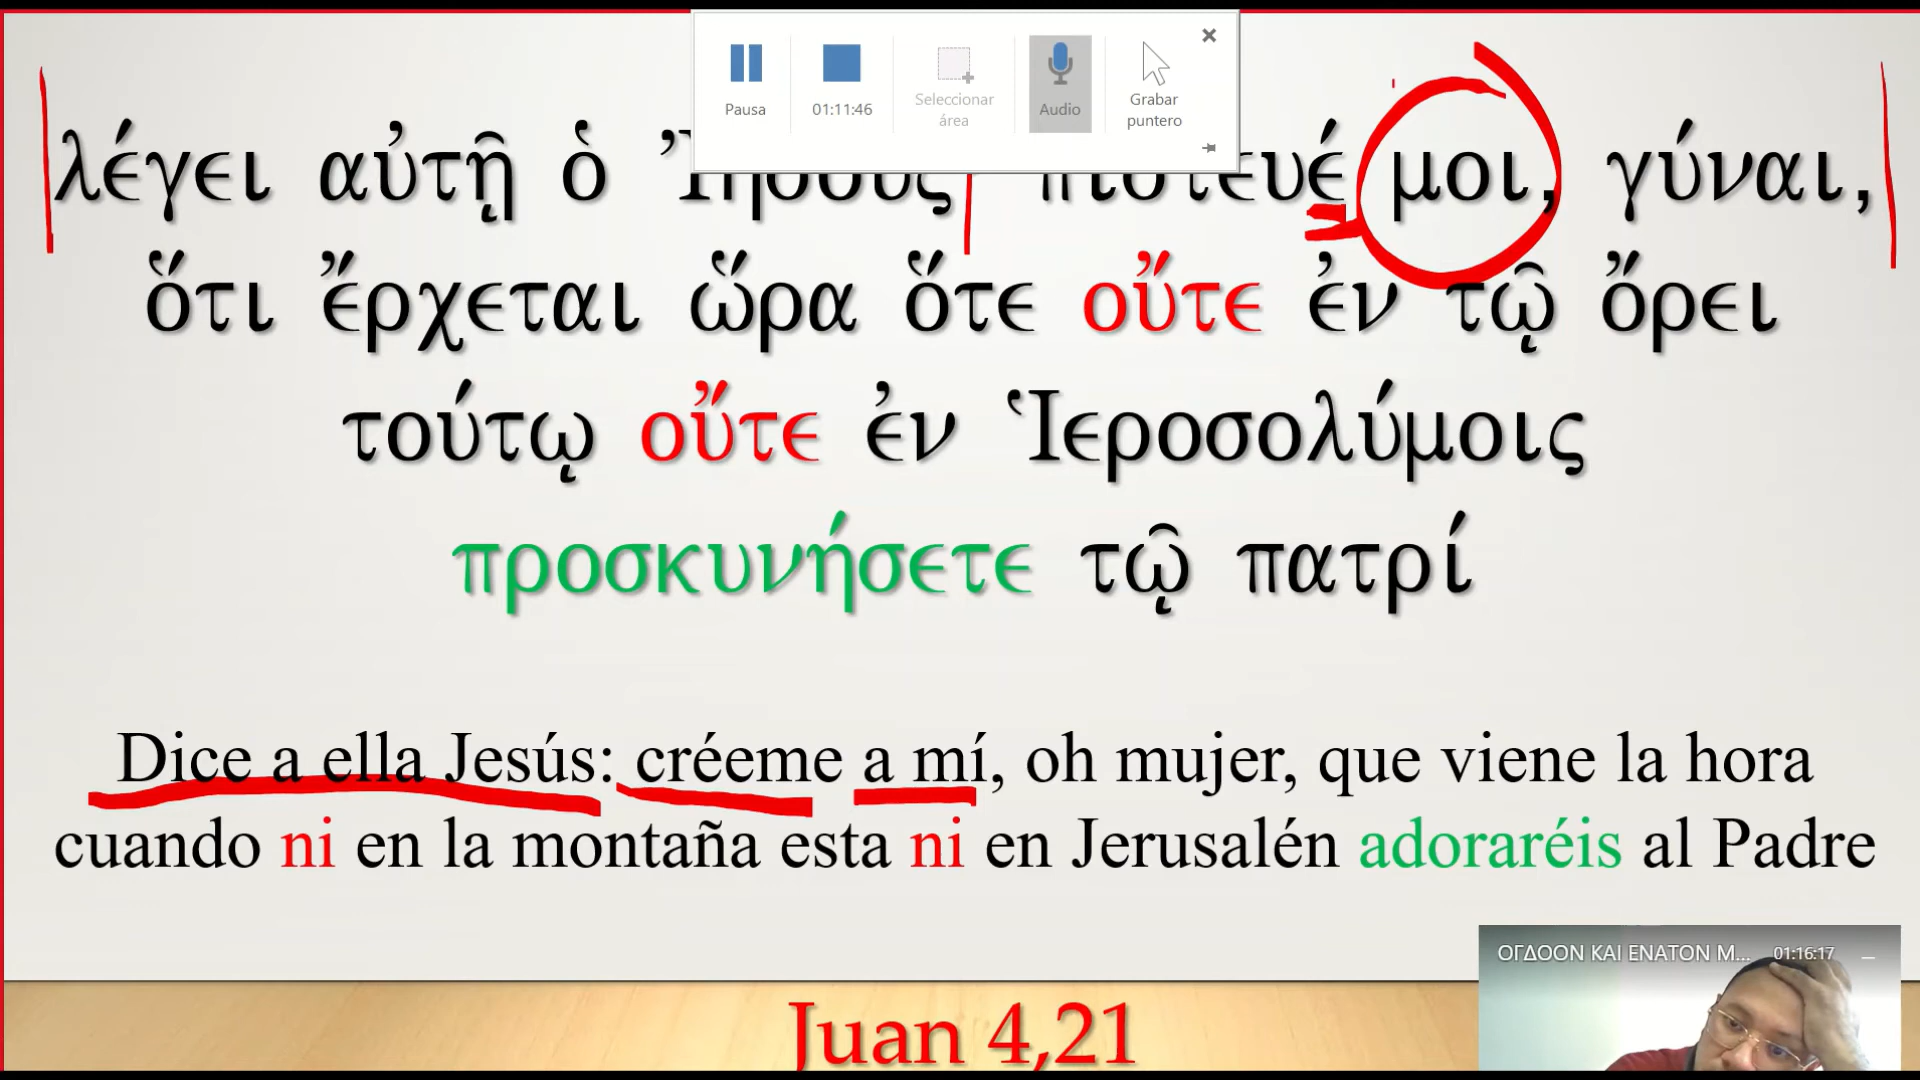 Pausa
01:11:46
Seleccionar
área
Audio
Grabar
puntero
λέγει αὐτῇ ὁ Ἰησοῦς πίστευέ μοι, γύναι,
ὅτι ἔρχεται ὥρα ὅτε οὔτε ἐν τῷ ὄρει
τούτῳ οὔτε ἐν Ἱεροσολύμοις
προσκυνήσετε τῷ πατρί
Dice a ella Jesús: créeme a mí, oh mujer, que viene la hora
cuando ni en la montaña esta ni en Jerusalén adoraréis al Padre
ΟΓΔΟΟΝ ΚΑΙ ΕΝΑΤΟΝ Μ... 01:16:17
Juan 4,21